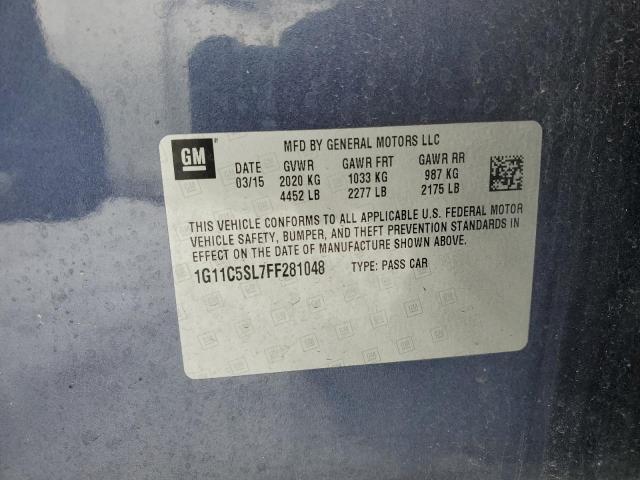 GM
MFD BY GENERAL MOTORS LLC
DATE GVWR GAWR FRT GAWR RR
03/15 2020 KG 1033 KG 987 KG
4452 LB 2277 LB 2175 LB
THIS VEHICLE CONFORMS TO ALL APPLICABLE U.S. FEDERAL MOTOR
VEHICLE SAFETY, BUMPER, AND THEFT PREVENTION STANDARDS IN
EFFECT ON THE DATE OF MANUFACTURE SHOWN ABOVE.
1G11C5SL7FF281048 TYPE: PASS CAR